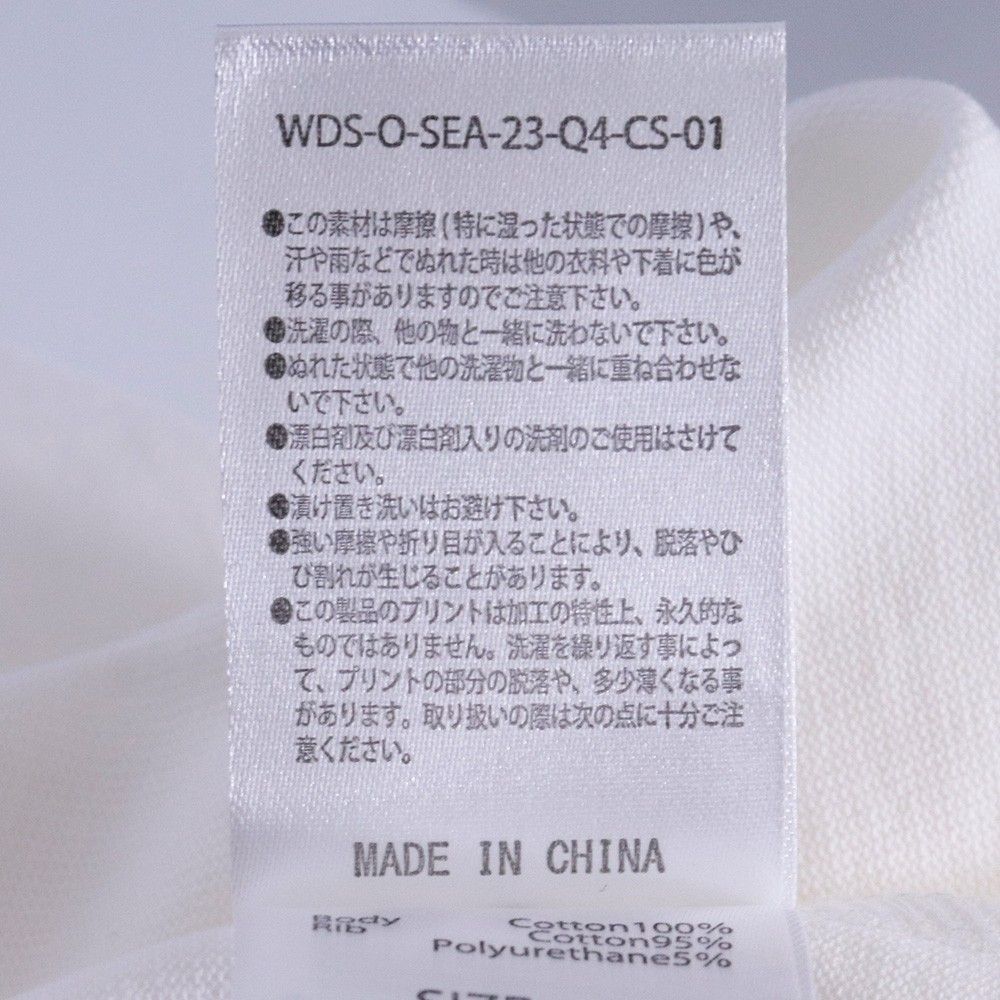 WDS-O-SEA-23-Q4-CS-01
●この素材は摩擦(特に湿った状態での摩擦)や、
汗や雨などでぬれた時は他の衣料や下着に色が
移る事がありますのでご注意下さい。
●洗濯の際、他の物と一緒に洗わないで下さい。
●ぬれた状態で他の洗濯物と一緒に重ね合わせな
いで下さい。
●漂白剤及び漂白剤入りの洗剤のご使用はさけて
ください。
●漬け置き洗いはお避け下さい。
●強い摩擦や折り目が入ることにより、脱落やひ
び割れが生じることがあります。
●この製品のプリントは加工の特性上、永久的な
ものではありません。洗濯を繰り返す事によっ
て、プリントの部分の脱落や、多少薄くなる事
があります。取り扱いの際は次の点に十分ご注
意ください。
MADE IN CHINA
Body Cotton100%
RIB Cotton95%
Polyurethane5%